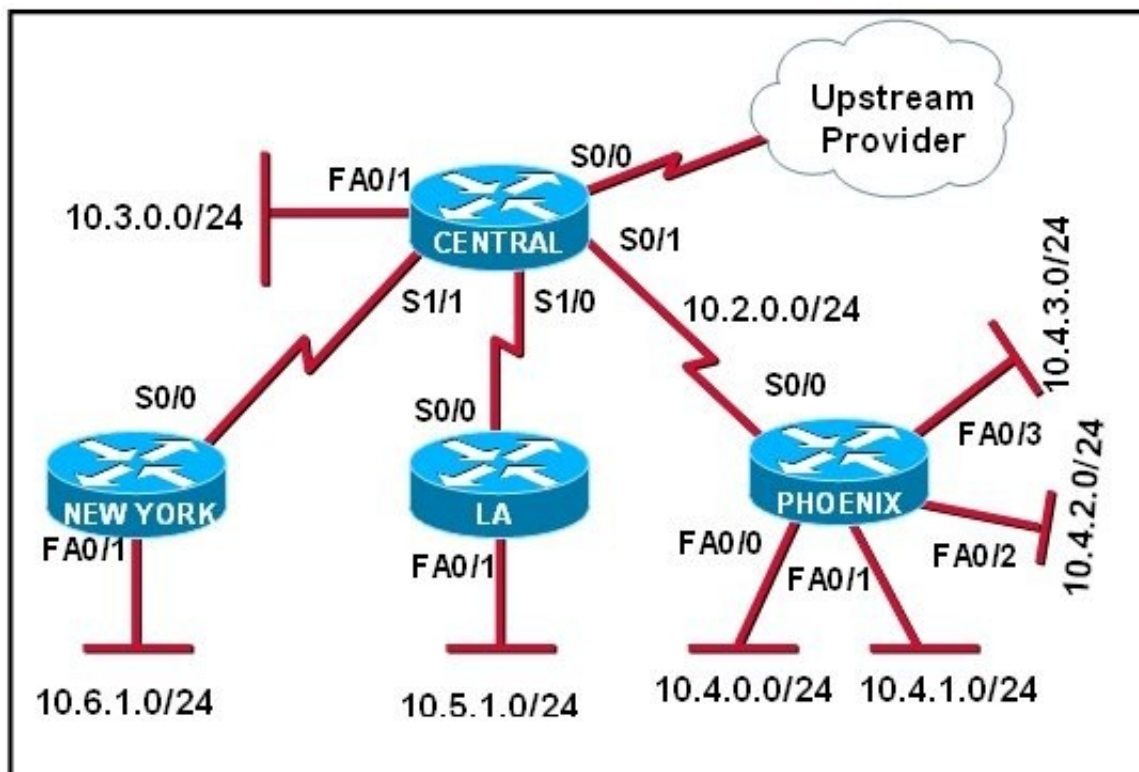 Upstream
Provider
S0/0
FA0/1
10.3.0.0/24
CENTRAL
S0/1
S1/1
S1/0
10.2.0.0/24
10.4.3.0/24
S0/0
S0/0
S0/0
FA0/3
NEW YORK
LA
PHOENIX
10.4.2.0/24
FA0/1
FA0/1
FA0/0
FA0/1
FA0/2
10.6.1.0/24
10.5.1.0/24
10.4.0.0/24
10.4.1.0/24